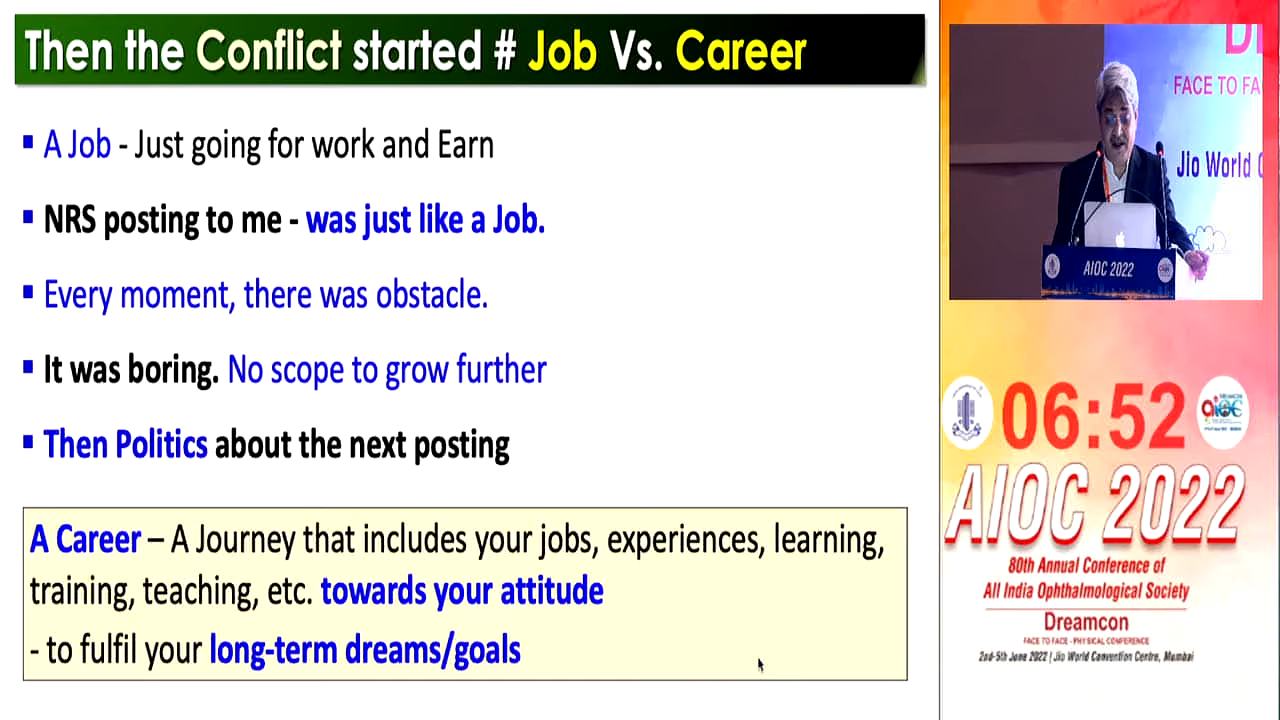 Then the Conflict started # Job Vs. Career
▪ A Job - Just going for work and Earn
▪ NRS posting to me - was just like a Job.
▪ Every moment, there was obstacle.
▪ It was boring. No scope to grow further
▪ Then Politics about the next posting
A Career – A Journey that includes your jobs, experiences, learning,
training, teaching, etc. towards your attitude
- to fulfil your long-term dreams/goals
FACE TO FA
Jio World
AIOC 2022
06:52
AIOC 2022
80th Annual Conference of
All India Ophthalmological Society
Dreamcon
FACE TO FACE - PHYSICAL CONFERENCE
2nd-5th June 2022 | Jio World Convention Centre, Mumbai